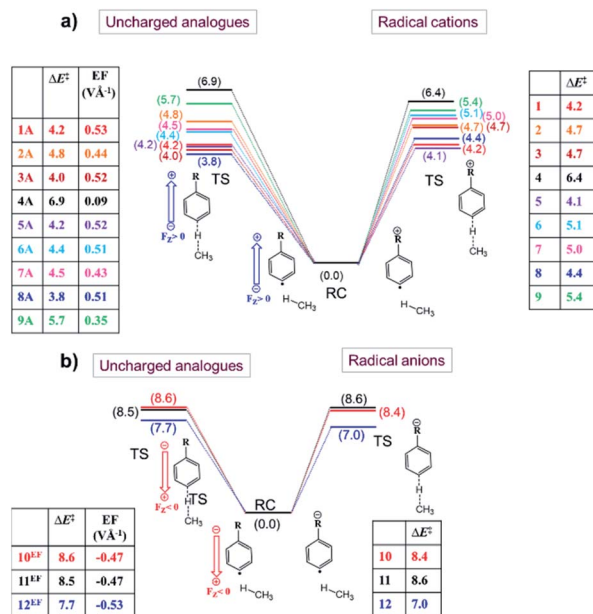 a)
Uncharged analogues
Radical cations
ΔE‡ EF (VÅ⁻¹)
1A 4.2 0.53
2A 4.8 0.44
3A 4.0 0.52
4A 6.9 0.09
5A 4.2 0.52
6A 4.4 0.51
7A 4.5 0.43
8A 3.8 0.51
9A 5.7 0.35
(6.9)
(5.7)
(4.8)
(4.5)
(4.4)
(4.2) (4.2)
(4.0) (3.8)
TS
R
H
CH₃
⊕
⊖
F_Z> 0
⊕
⊖
F_Z> 0
R
H
CH₃
(0.0)
RC
⊕
R
H
CH₃
(6.4)
(5.4)
(5.1) (5.0)
(4.7) (4.7)
(4.4)
(4.2)
(4.1)
TS
⊕
R
H
CH₃
ΔE‡
1 4.2
2 4.7
3 4.7
4 6.4
5 4.1
6 5.1
7 5.0
8 4.4
9 5.4
b)
Uncharged analogues
Radical anions
(8.6)
(8.5)
(7.7)
TS
⊖
⊕
F_Z< 0
R
TS
H
CH₃
RC
(0.0)
⊖
⊕
F_Z< 0
R
H
CH₃
⊖
R
H
CH₃
(8.6)
(8.4)
(7.0)
TS
⊖
R
H
CH₃
ΔE‡ EF (VÅ⁻¹)
10ᴱᶠ 8.6 -0.47
11ᴱᶠ 8.5 -0.47
12ᴱᶠ 7.7 -0.53
ΔE‡
10 8.4
11 8.6
12 7.0